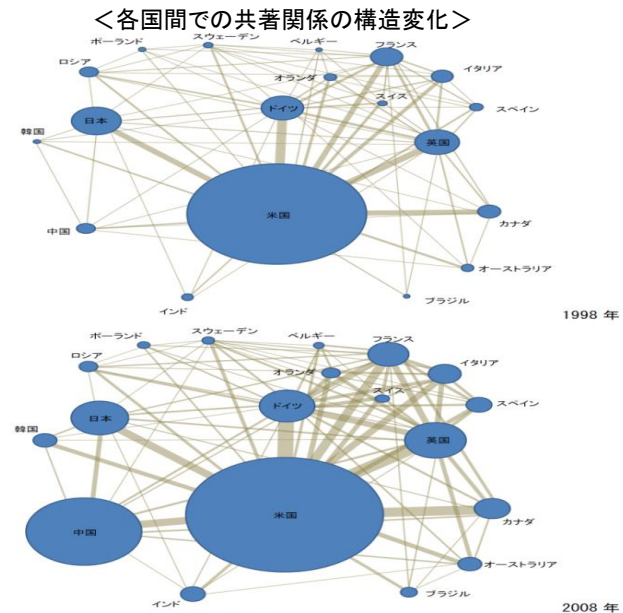 ＜各国間での共著関係の構造変化＞
ポーランド
スウェーデン
ベルギー
フランス
ロシア
オランダ
イタリア
日本
ドイツ
スイス
スペイン
韓国
英国
米国
中国
カナダ
オーストラリア
インド
ブラジル
1998 年
ポーランド
スウェーデン
ベルギー
フランス
ロシア
オランダ
イタリア
日本
ドイツ
スイス
スペイン
韓国
英国
中国
米国
カナダ
オーストラリア
インド
ブラジル
2008 年